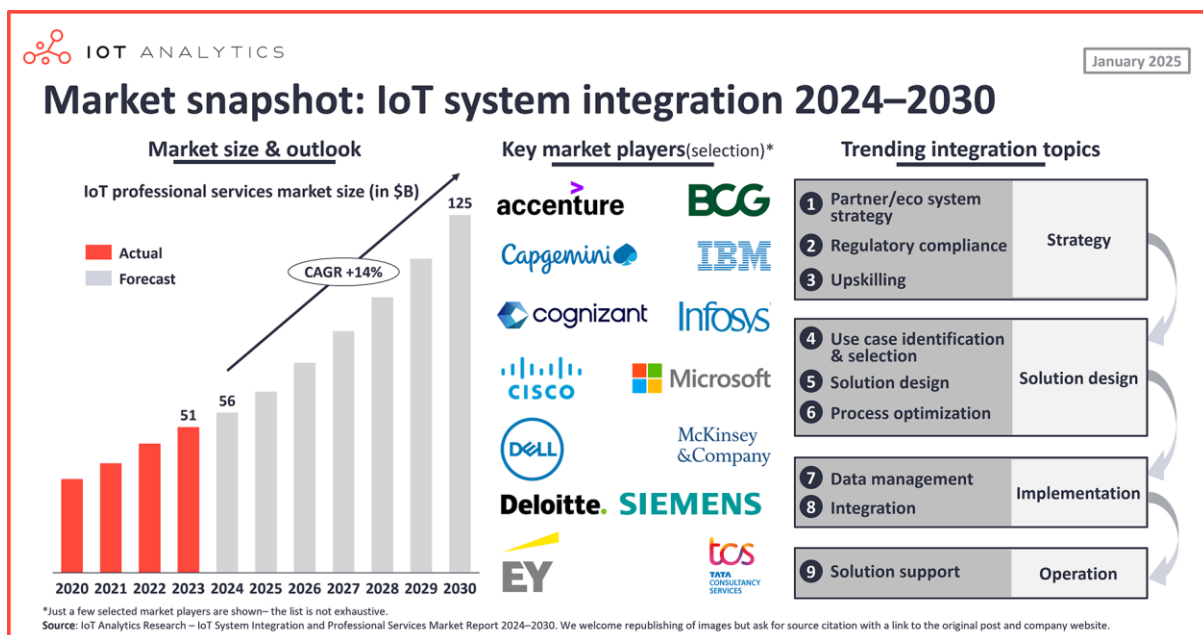 IOT ANALYTICS
January 2025
Market snapshot: IoT system integration 2024–2030
Market size & outlook
IoT professional services market size (in $B)
Actual
Forecast
CAGR +14%
51
56
125
2020 2021 2022 2023 2024 2025 2026 2027 2028 2029 2030
Key market players(selection)*
accenture
BCG
Capgemini
IBM
cognizant
Infosys
CISCO
Microsoft
DELL
McKinsey
&Company
Deloitte.
SIEMENS
EY
tcs
TATA
CONSULTANCY
SERVICES
Trending integration topics
1 Partner/eco system
strategy
2 Regulatory compliance
3 Upskilling
Strategy
4 Use case identification
& selection
5 Solution design
6 Process optimization
Solution design
7 Data management
8 Integration
Implementation
9 Solution support
Operation
*Just a few selected market players are shown– the list is not exhaustive.
Source: IoT Analytics Research – IoT System Integration and Professional Services Market Report 2024–2030. We welcome republishing of images but ask for source citation with a link to the original post and company website.